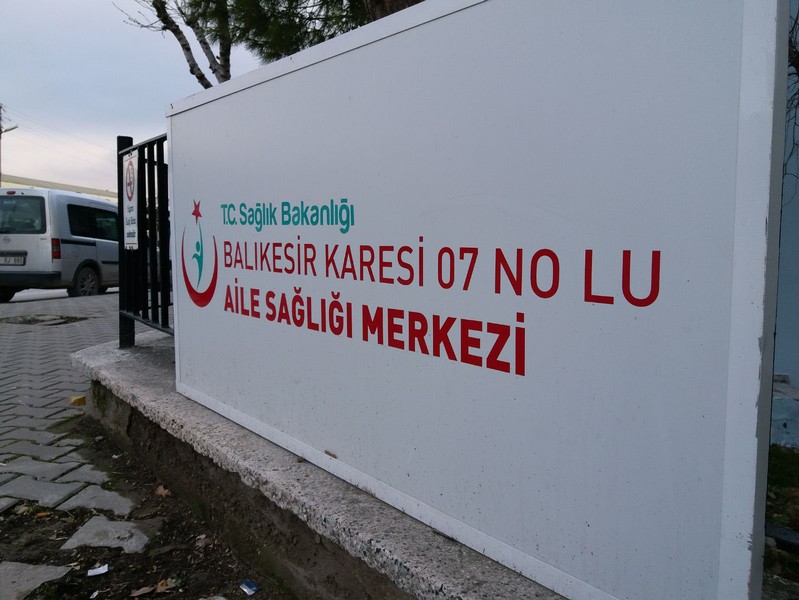 T.C. Sağlık Bakanlığı
BALIKESİR KARESİ 07 NO LU
AİLE SAĞLIĞI MERKEZİ